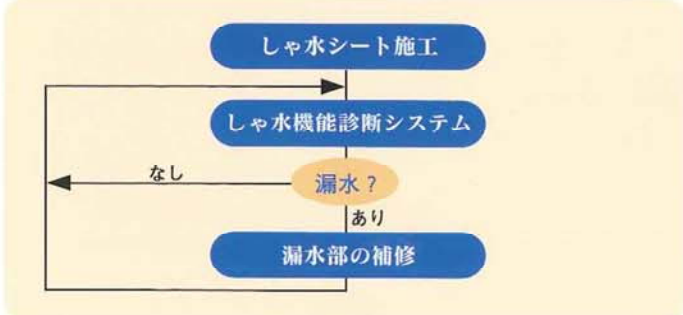 しゃ水シート施工
しゃ水機能診断システム
なし
漏水？
あり
漏水部の補修